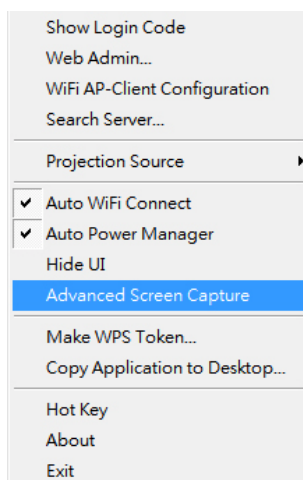 Show Login Code
Web Admin...
WiFi AP-Client Configuration
Search Server...
Projection Source
Auto WiFi Connect
Auto Power Manager
Hide UI
Advanced Screen Capture
Make WPS Token...
Copy Application to Desktop...
Hot Key
About
Exit